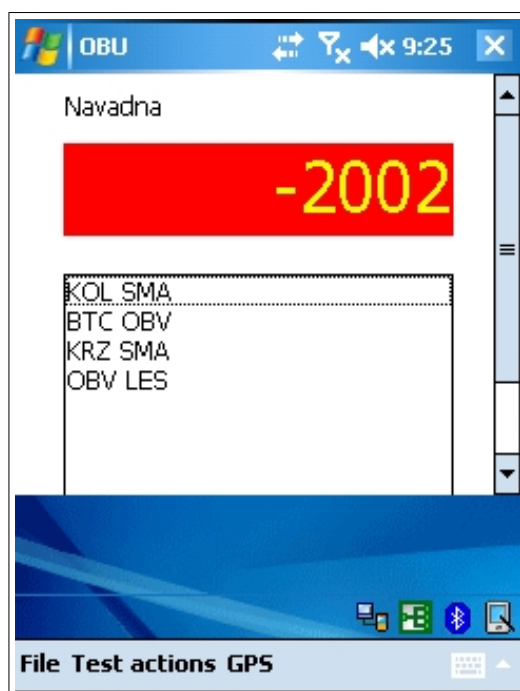 OBU 9:25
Navadna
-2002
KOL SMA
BTC OBV
KRZ SMA
OBV LES
File Test actions GPS